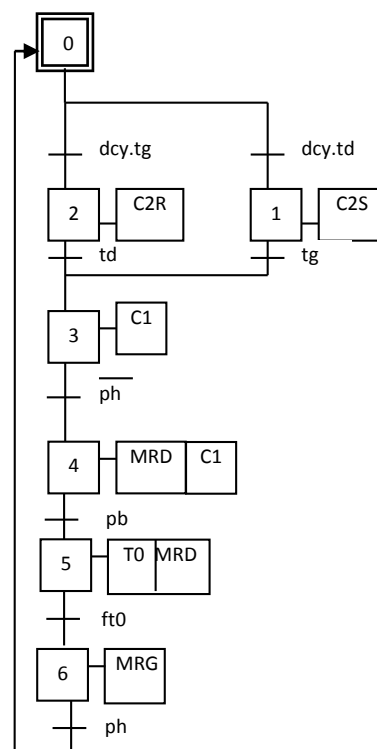 0
dcy.tg dcy.td
2 C2R 1 C2S
td tg
3 C1
p̅h̅
4 MRD C1
pb
5 T0 MRD
ft0
6 MRG
ph